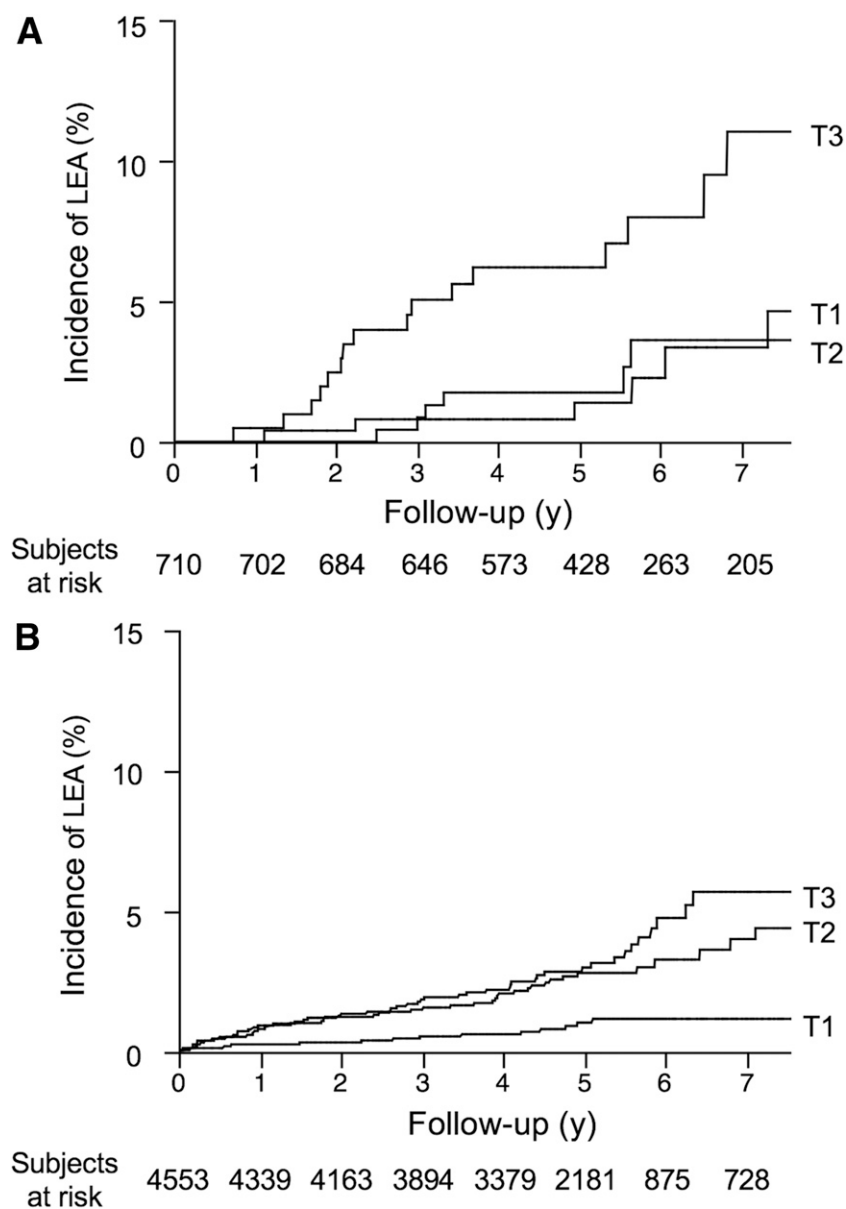 A
15
10
5
0
Incidence of LEA (%)
T3
T1
T2
0 1 2 3 4 5 6 7
Follow-up (y)
Subjects
at risk
710 702 684 646 573 428 263 205
B
15
10
5
0
Incidence of LEA (%)
T3
T2
T1
0 1 2 3 4 5 6 7
Follow-up (y)
Subjects
at risk
4553 4339 4163 3894 3379 2181 875 728